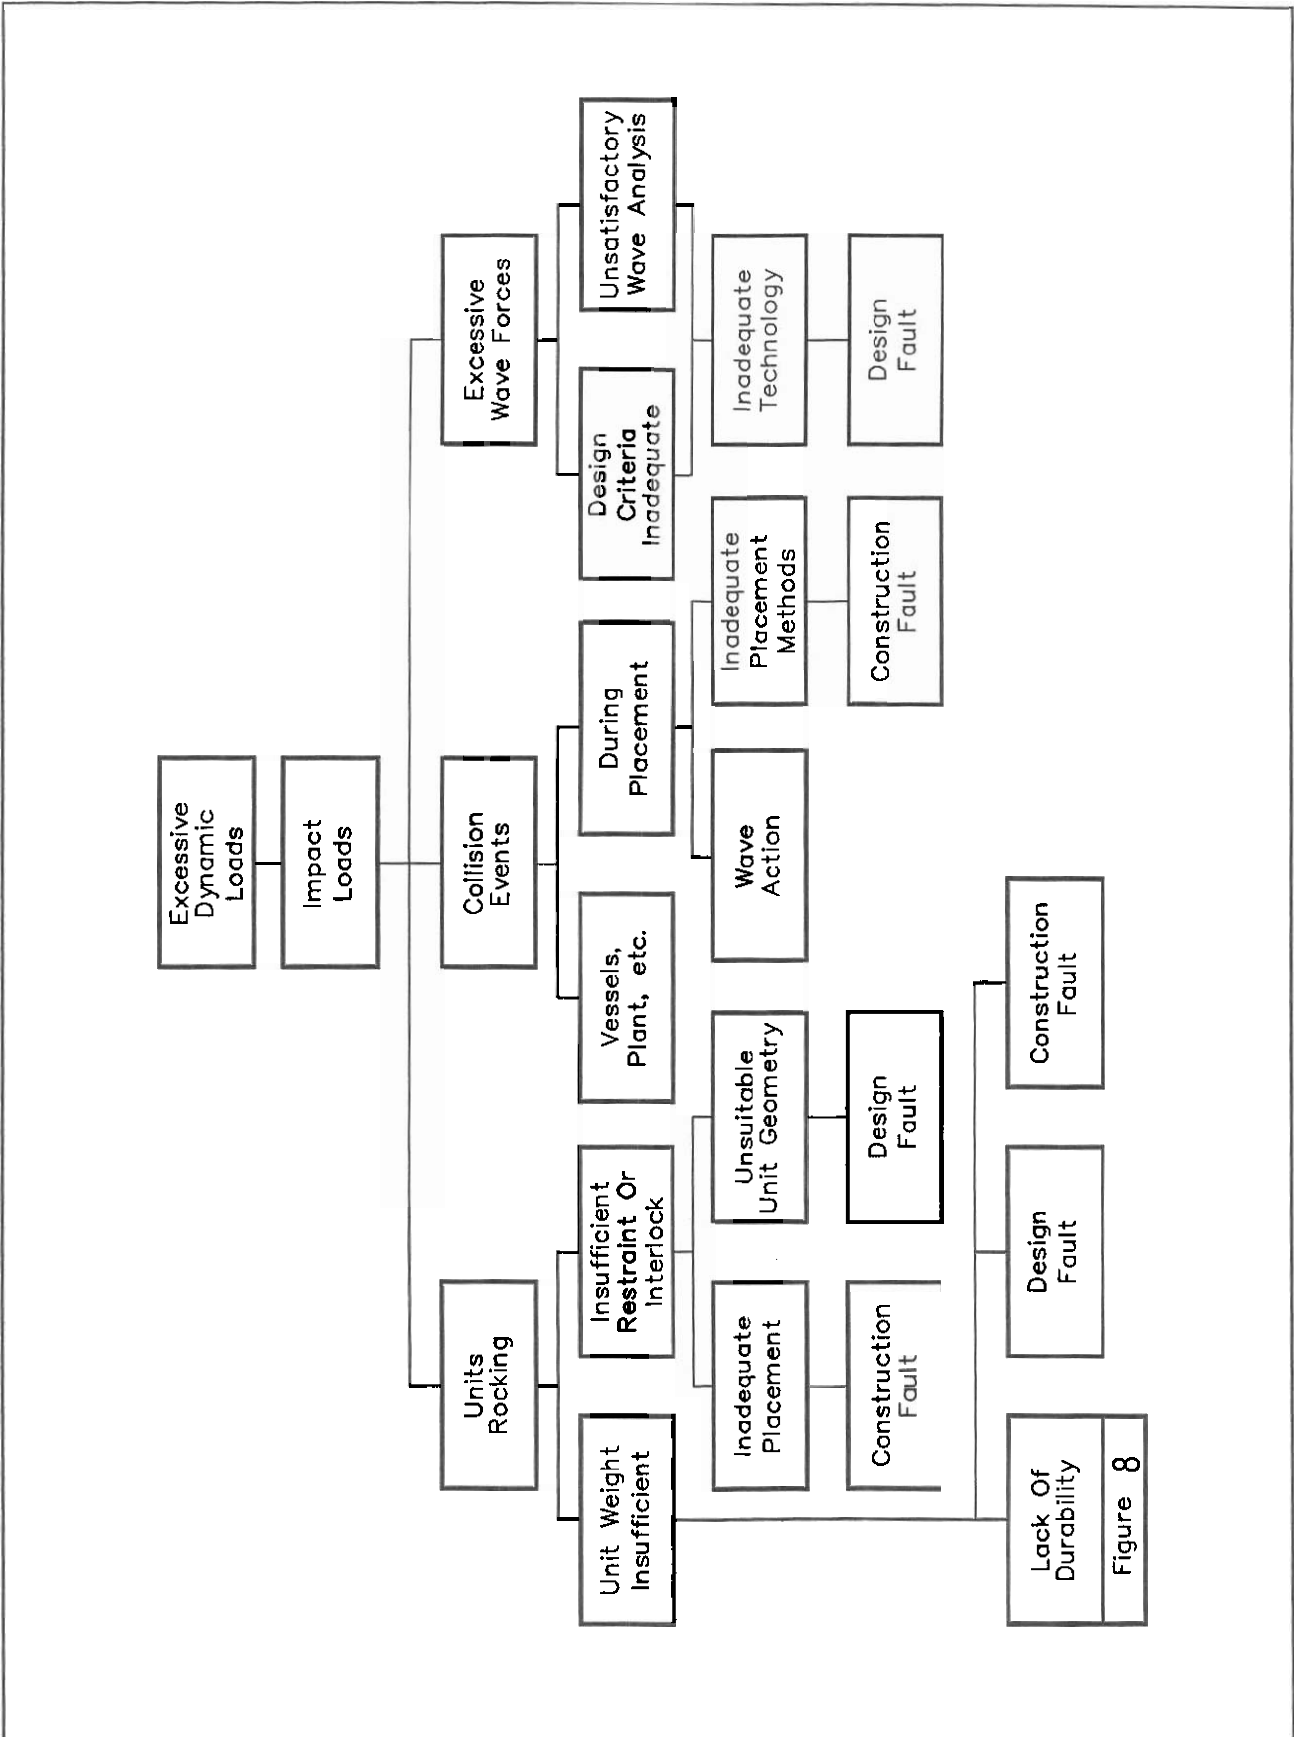 Excessive
Dynamic
Loads
Impact
Loads
Units
Rocking
Collision
Events
Excessive
Wave Forces
Unit Weight
Insufficient
Insufficient
Restraint Or
Interlock
Vessels,
Plant, etc.
During
Placement
Design
Criteria
Inadequate
Unsatisfactory
Wave Analysis
Inadequate
Placement
Unsuitable
Unit Geometry
Wave
Action
Inadequate
Placement
Methods
Inadequate
Technology
Construction
Fault
Design
Fault
Construction
Fault
Design
Fault
Lack Of
Durability
Design
Fault
Construction
Fault
Figure 8